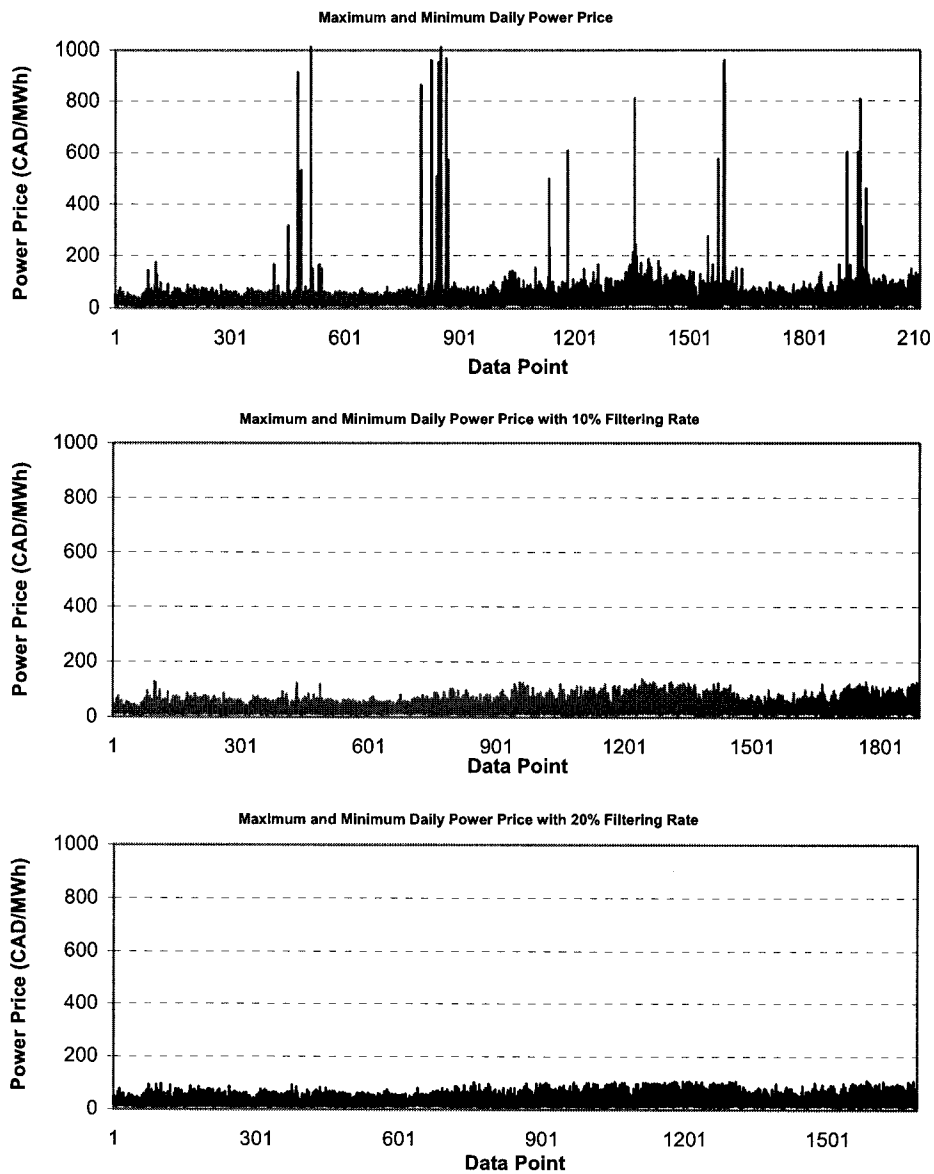 Maximum and Minimum Daily Power Price
Power Price (CAD/MWh)
1000
800
600
400
200
0
1 301 601 901 1201 1501 1801 210
Data Point
Maximum and Minimum Daily Power Price with 10% Filtering Rate
Power Price (CAD/MWh)
1000
800
600
400
200
0
1 301 601 901 1201 1501 1801
Data Point
Maximum and Minimum Daily Power Price with 20% Filtering Rate
Power Price (CAD/MWh)
1000
800
600
400
200
0
1 301 601 901 1201 1501
Data Point